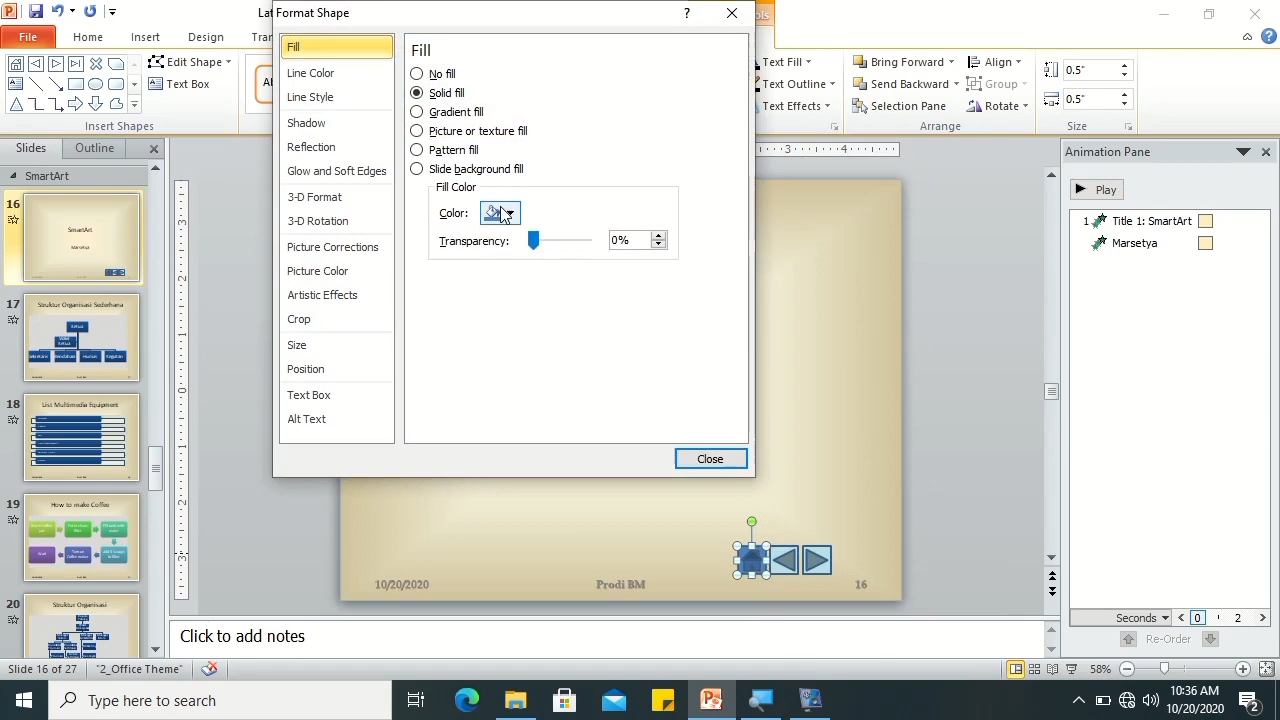 Format Shape
File
Home
Insert
Design
Edit Shape
Text Box
Insert Shapes
Text Fill
Text Outline
Text Effects
Bring Forward
Send Backward
Selection Pane
Align
Group
Rotate
Arrange
0.5"
0.5"
Size
Fill
Line Color
Line Style
Shadow
Reflection
Glow and Soft Edges
3-D Format
3-D Rotation
Picture Corrections
Picture Color
Artistic Effects
Crop
Size
Position
Text Box
Alt Text
Fill
No fill
Solid fill
Gradient fill
Picture or texture fill
Pattern fill
Slide background fill
Fill Color
Color:
Transparency:
0%
Close
Slides
Outline
SmartArt
16
SmartArt
Marsetya
17
Struktur Organisasi Sederhana
18
List Multimedia Equipment
19
How to make Coffee
20
Struktur Organisasi
10/20/2020
Prodi BM
16
Click to add notes
Animation Pane
Play
1
Title 1: SmartArt
Marsetya
Seconds
0
2
Re-Order
Slide 16 of 27
"2_Office Theme"
58%
Type here to search
10:36 AM
10/20/2020
2